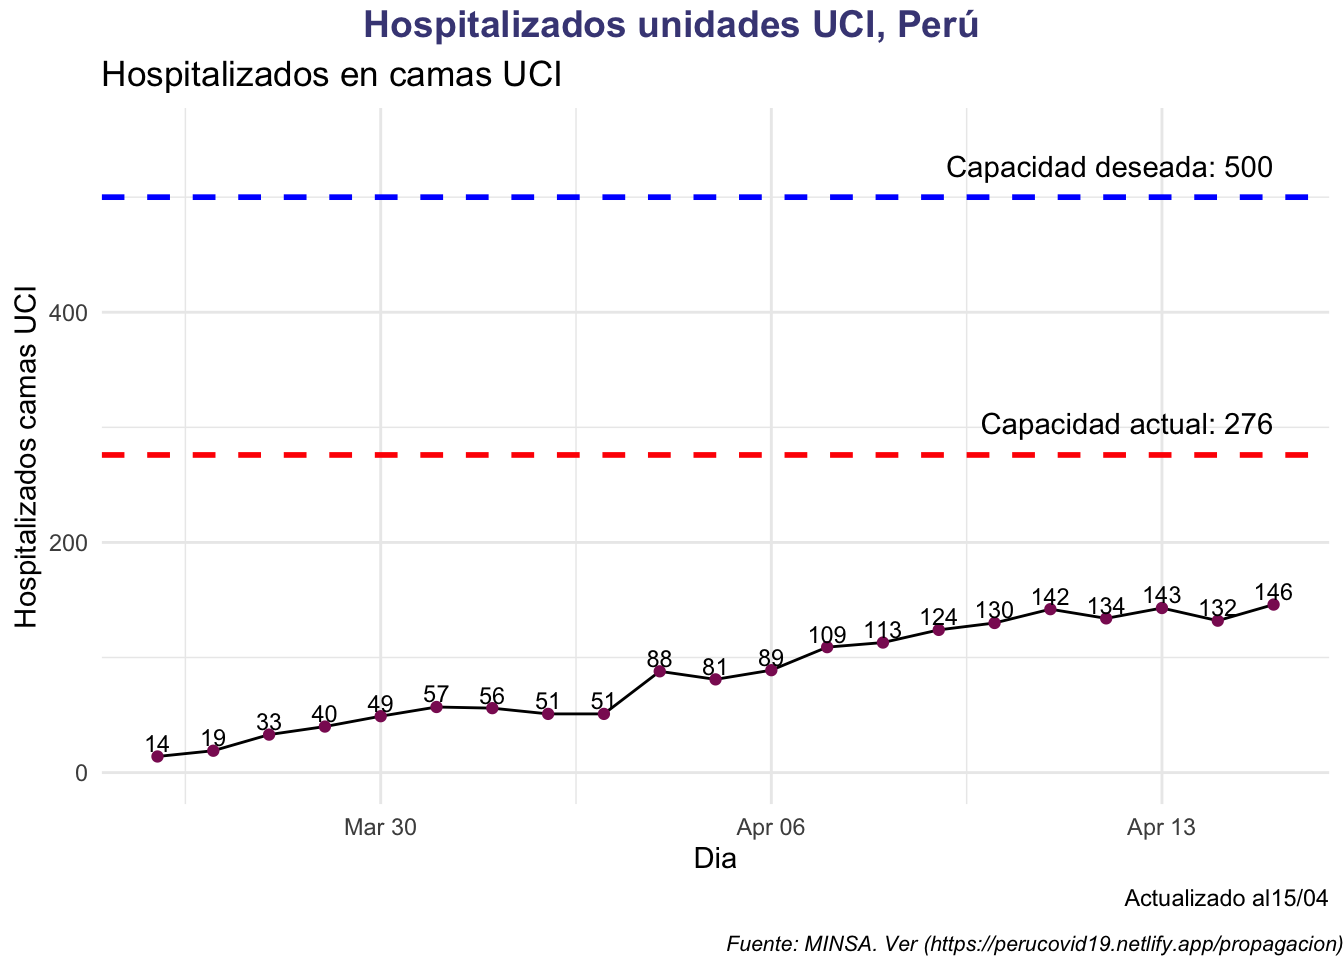 Hospitalizados unidades UCI, Perú
Hospitalizados en camas UCI
Capacidad deseada: 500
Capacidad actual: 276
Hospitalizados camas UCI
400
200
0
14
19
33
40
49
57
56
51
51
88
81
89
109
113
124
130
142
134
143
132
146
Mar 30
Apr 06
Apr 13
Dia
Actualizado al15/04
Fuente: MINSA. Ver (https://perucovid19.netlify.app/propagacion)